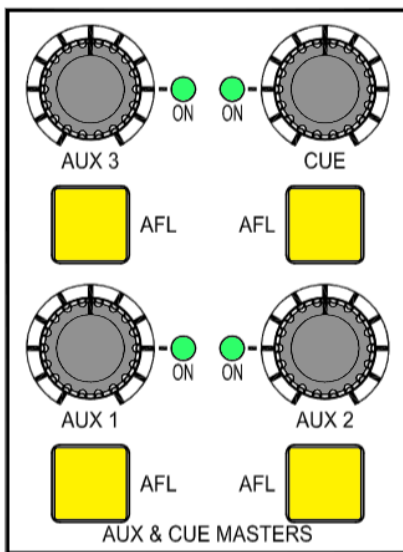 ON ON
AUX 3 CUE
AFL AFL
ON ON
AUX 1 AUX 2
AFL AFL
AUX & CUE MASTERS